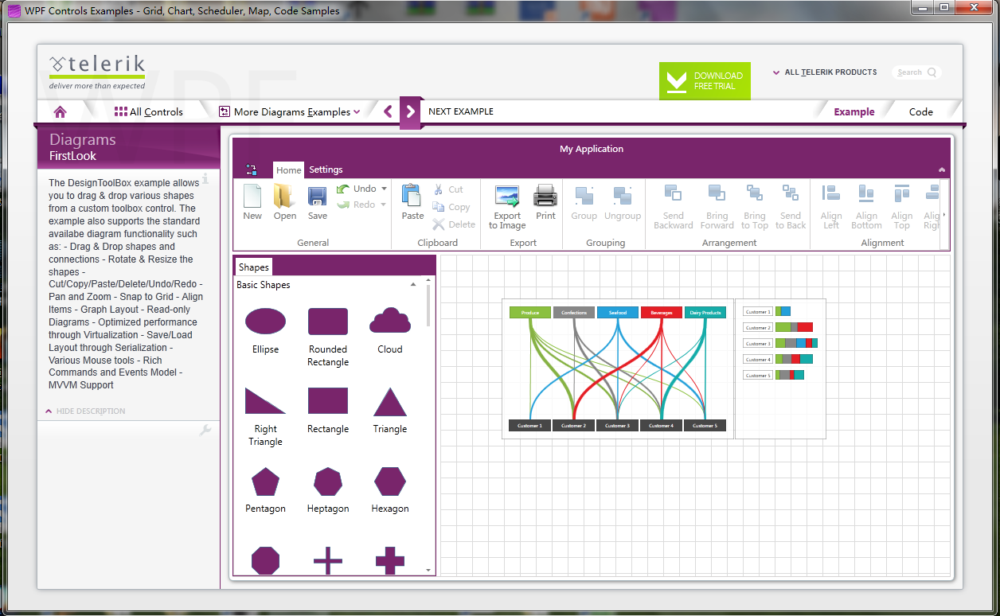 WPF Controls Examples - Grid, Chart, Scheduler, Map, Code Samples
telerik
deliver more than expected
WPF
DOWNLOAD
FREE TRIAL
ALL TELERIK PRODUCTS
Search
All Controls
More Diagrams Examples
NEXT EXAMPLE
Example
Code
Diagrams
FirstLook
The DesignToolBox example allows
you to drag & drop various shapes
from a custom toolbox control. The
example also supports the standard
availabe diagram functionality such
as: - Drag & Drop shapes and
connections - Rotate & Resize the
shapes -
Cut/Copy/Paste/Delete/Undo/Redo -
Pan and Zoom - Snap to Grid - Align
Items - Graph Layout - Read-only
Diagrams - Optimized performance
through Virtualization - Save/Load
Layout through Serialization -
Various Mouse tools - Rich
Commands and Events Model -
MVVM Support
HIDE DESCRIPTION
My Application
Home
Settings
New
Open
Save
Undo
Redo
General
Paste
Cut
Copy
Delete
Clipboard
Export
to Image
Print
Export
Group
Ungroup
Grouping
Send
Backward
Bring
Forward
Bring
to Top
Send
to Back
Arrangement
Align
Left
Align
Bottom
Align
Top
Alig
Righ
Alignment
Shapes
Basic Shapes
Ellipse
Rounded
Rectangle
Cloud
Right
Triangle
Rectangle
Triangle
Pentagon
Heptagon
Hexagon
Produce
Confections
Seafood
Beverages
Dairy Products
Customer 1
Customer 2
Customer 3
Customer 4
Customer 5
Customer 1
Customer 2
Customer 3
Customer 4
Customer 5